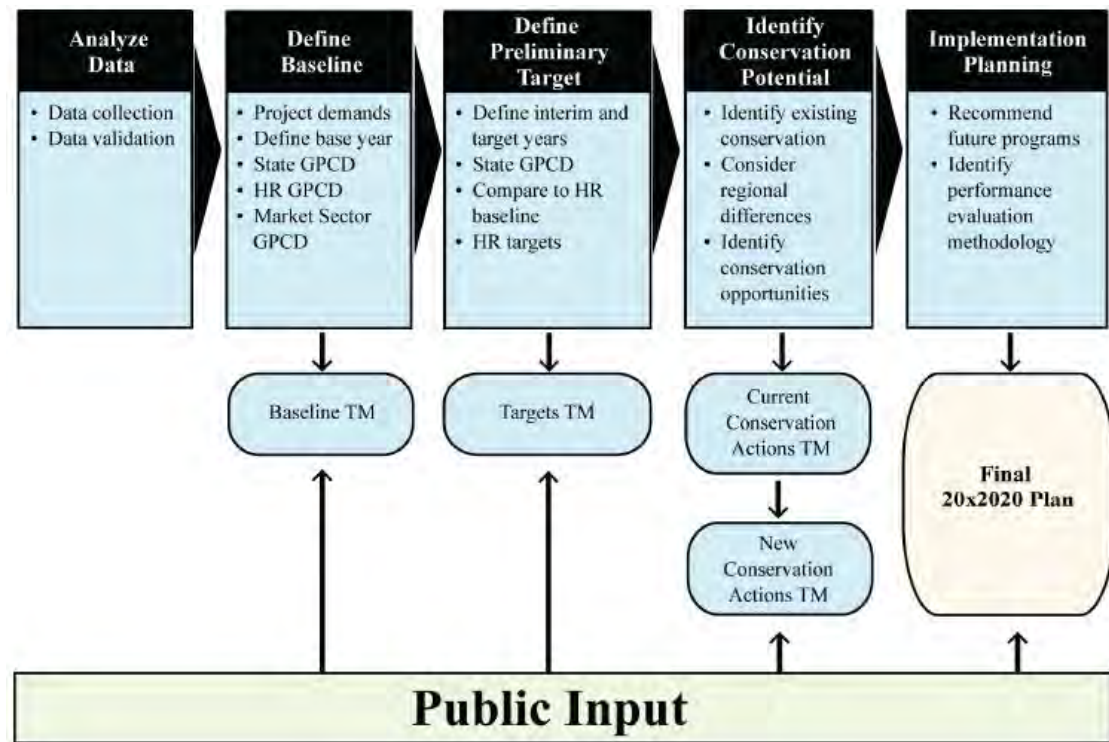 Analyze
Data
• Data collection
• Data validation
Define
Baseline
• Project demands
• Define base year
• State GPCD
• HR GPCD
• Market Sector
GPCD
Define
Preliminary
Target
• Define interim and
target years
• State GPCD
• Compare to HR
baseline
• HR targets
Identify
Conservation
Potential
• Identify existing
conservation
• Consider
regional
differences
• Identify
conservation
opportunities
Implementation
Planning
• Recommend
future programs
• Identify
performance
evaluation
methodology
Baseline TM
Targets TM
Current
Conservation
Actions TM
New
Conservation
Actions TM
Final
20x2020 Plan
Public Input